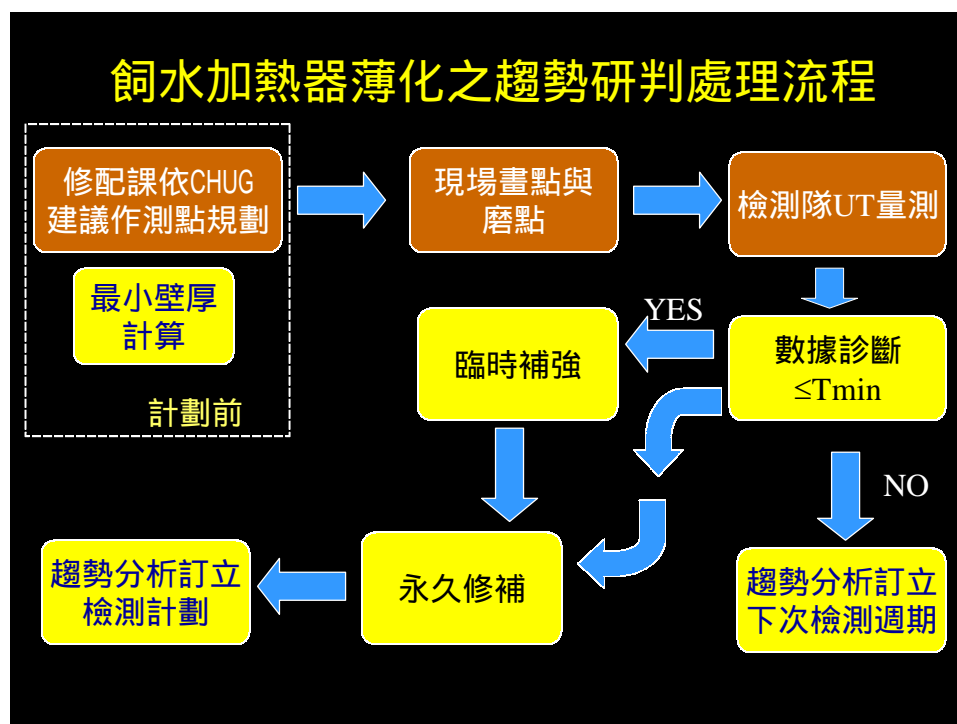 飼水加熱器薄化之趨勢研判處理流程
修配課依CHUG
建議作測點規劃
現場畫點與
磨點
檢測隊UT量測
最小壁厚
計算
計劃前
YES
臨時補強
數據診斷
≤Tmin
NO
趨勢分析訂立
檢測計劃
永久修補
趨勢分析訂立
下次檢測週期